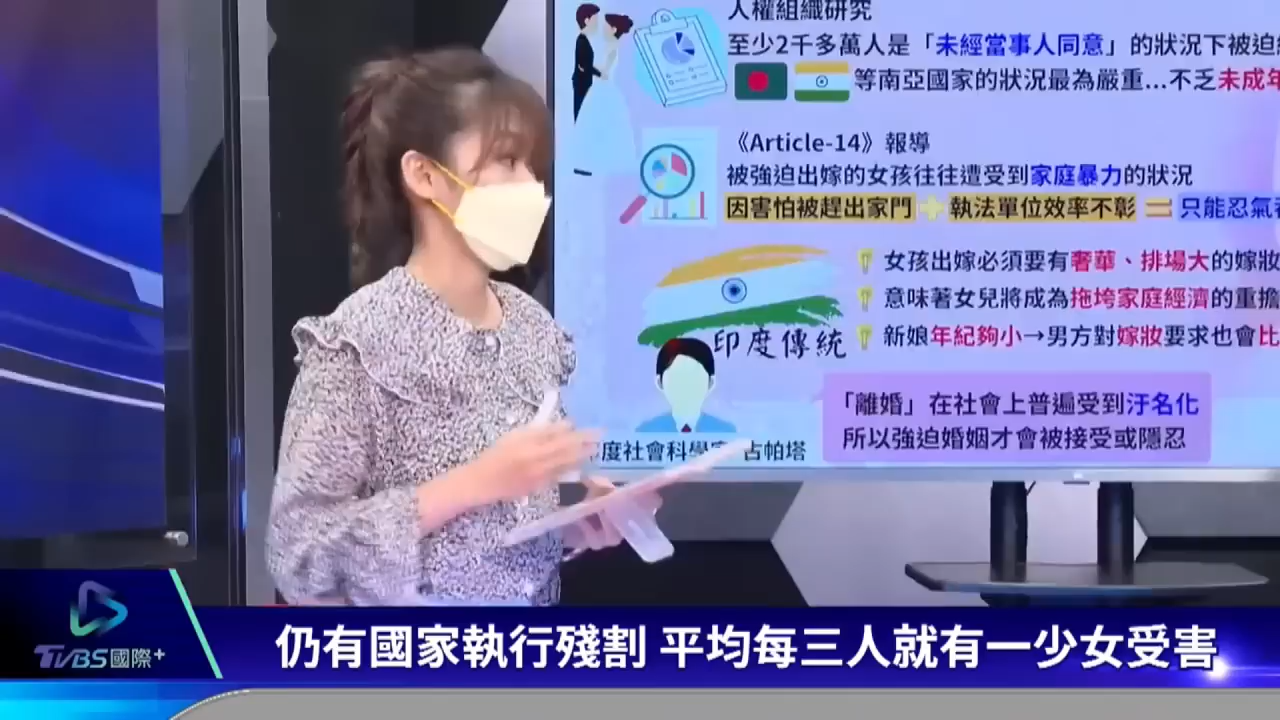 人權組織研究
至少2千多萬人是「未經當事人同意」的狀況下被迫
等南亞國家的狀況最為嚴重...不乏未成年
《Article-14》報導
被強迫出嫁的女孩往往遭受到家庭暴力的狀況
因害怕被趕出家門 + 執法單位效率不彰 = 只能忍氣
女孩出嫁必須要有奢華、排場大的嫁妝
意味著女兒將成為拖垮家庭經濟的重擔
印度傳統
新娘年紀夠小→男方對嫁妝要求也會比
「離婚」在社會上普遍受到汙名化
所以強迫婚姻才會被接受或隱忍
印度社會科學家 古帕塔
仍有國家執行殘割 平均每三人就有一少女受害
TVBS國際+